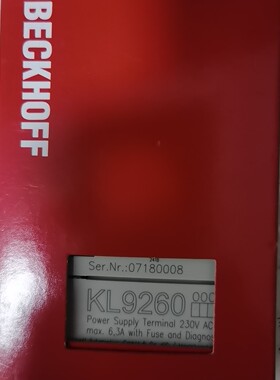 BECKHOFF
Ser.Nr.:07180008
KL9260
Power Supply Terminal 230V AC
max. 6,3A with Fuse and Diagno